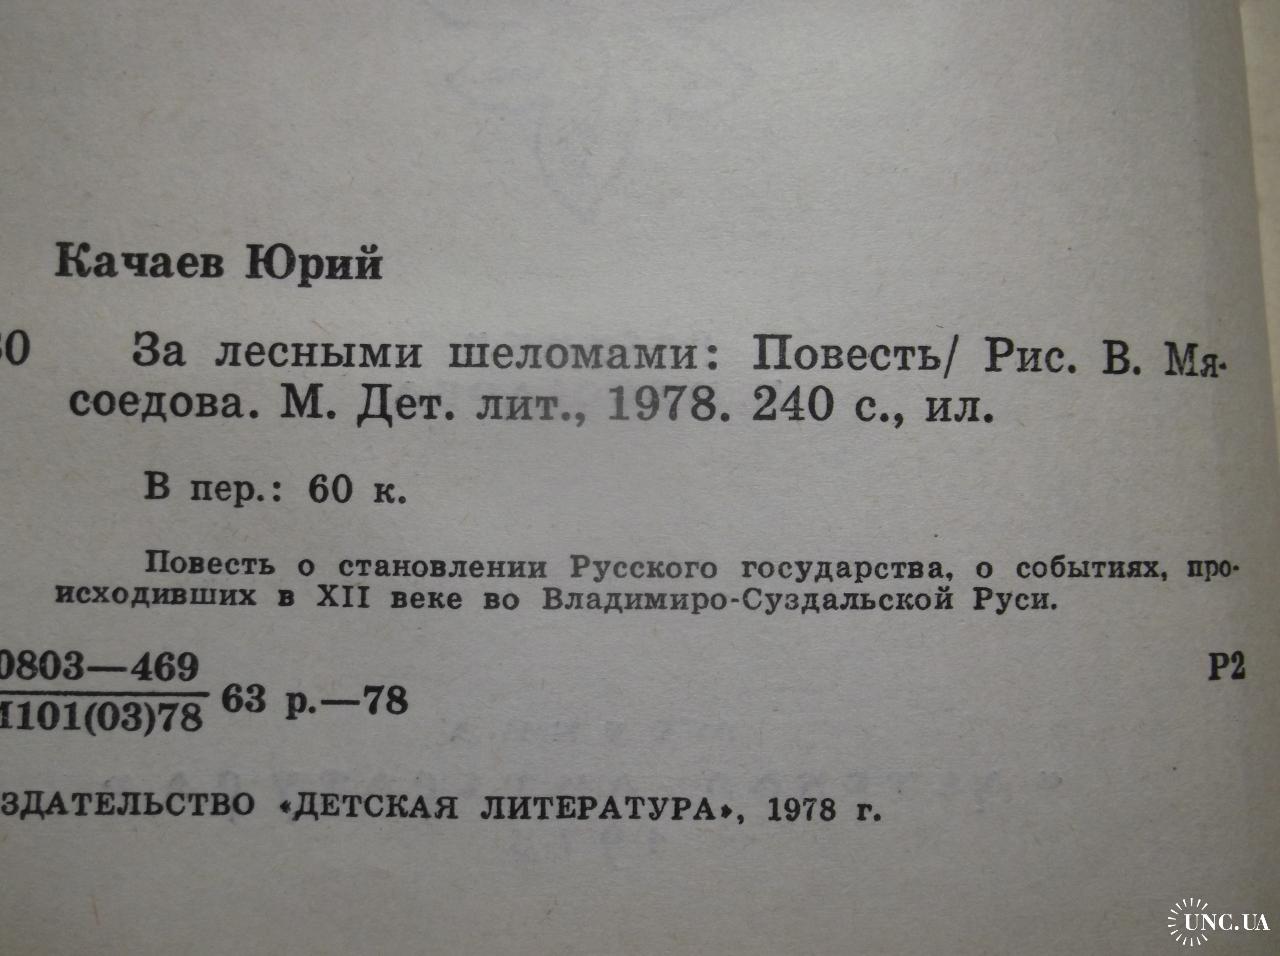 Качаев Юрий
За лесными шеломами: Повесть/ Рис. В. Мя-
соедова. М. Дет. лит., 1978. 240 с., ил.
В пер.: 60 к.
Повесть о становлении Русского государства, о событиях, про-
исходивших в XII веке во Владимиро-Суздальской Руси.
0803—469
М101(03)78 63 р.—78
Р2
ЗДАТЕЛЬСТВО «ДЕТСКАЯ ЛИТЕРАТУРА», 1978 г.
UNC.UA